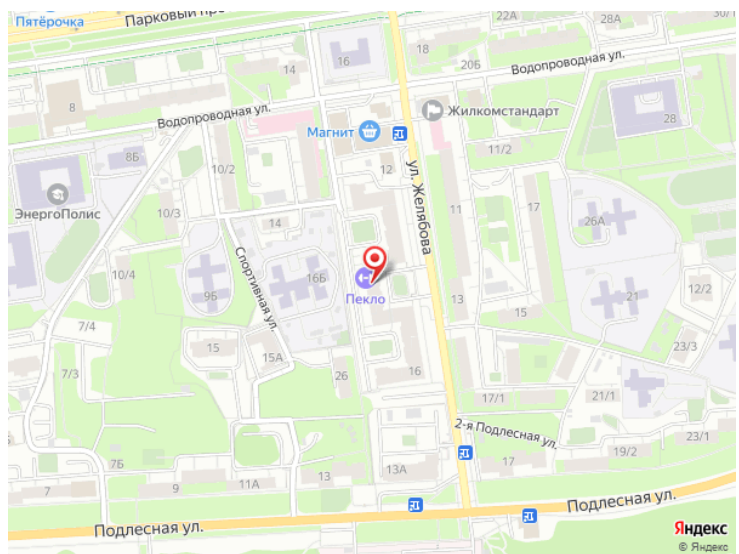 Пятёрочка
Парковый пр
22А
30/1
18
16
20Б
Водопроводная ул.
14
8
Водопроводная ул.
Магнит
Жилкомстандарт
28
8Б
10/2
12
11/2
ул. Желябова
ЭнергоПолис
10/3
14
11
17
26А
Спортивная ул.
10/4
9Б
16Б
Пекло
13
21
12/2
7/4
15
15
15А
23/3
7/3
26
16
17/1
21/1
2-я Подлесная ул.
23/1
19/2
7Б
13А
17
7
9
11А
13
Подлесная ул.
Подлесная ул.
Яндекс
© Яндекс